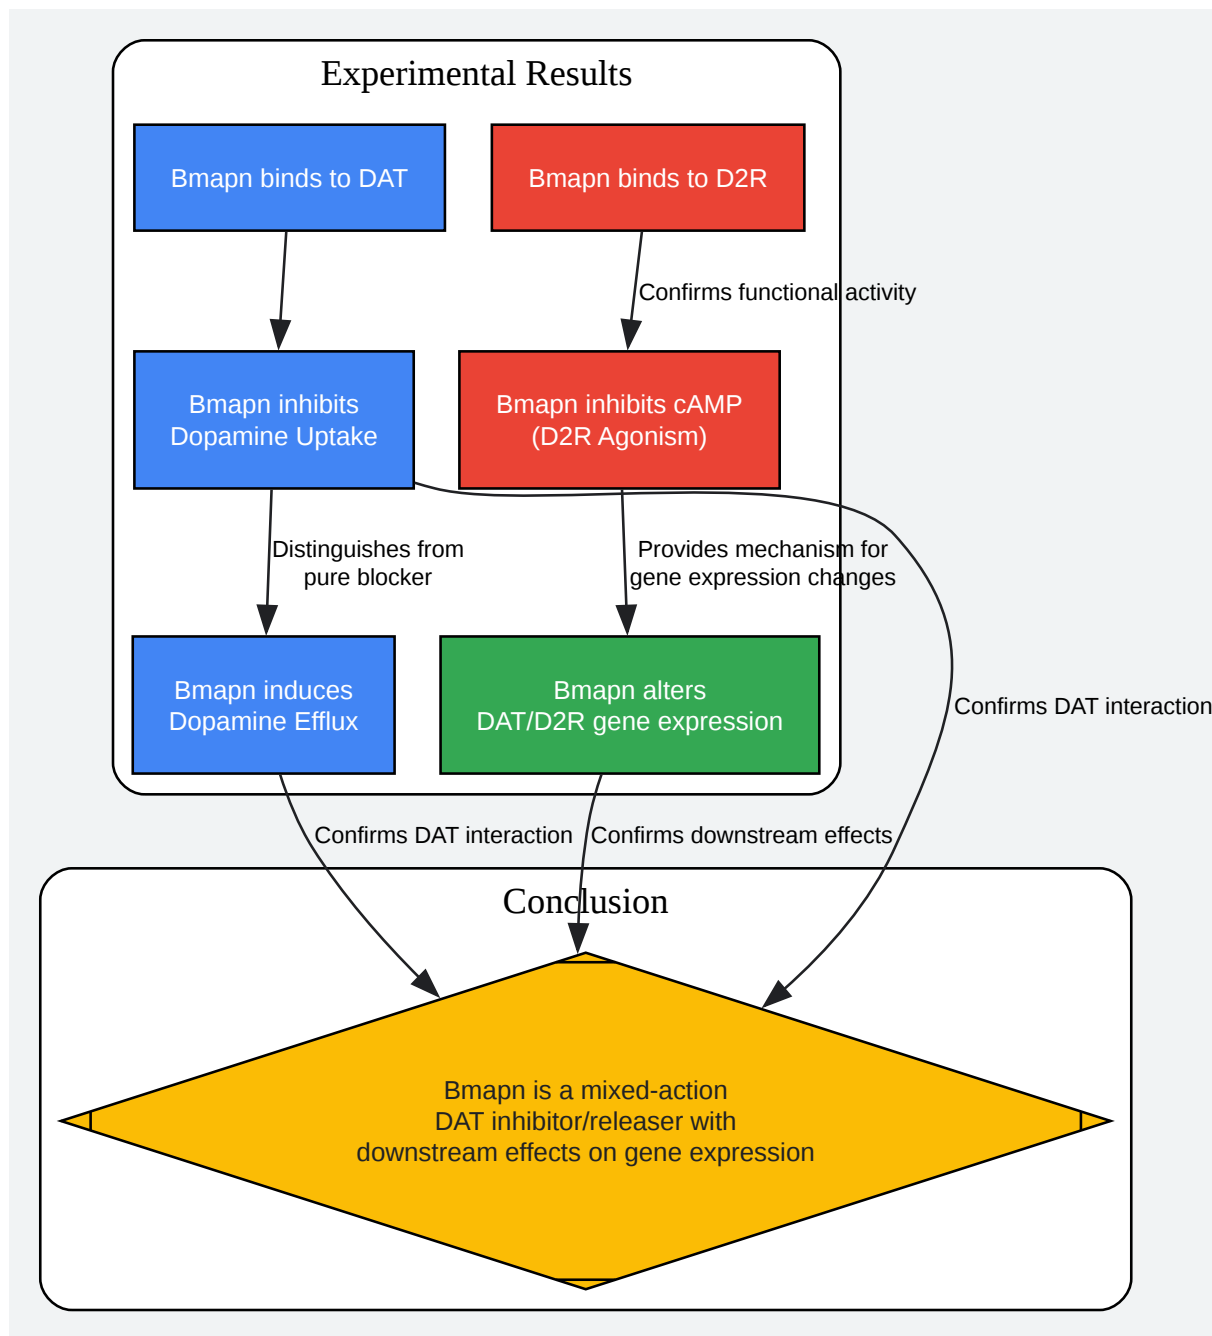 Experimental Results
Bmapn binds to DAT
Bmapn binds to D2R
Confirms functional activity
Bmapn inhibits
Dopamine Uptake
Bmapn inhibits cAMP
(D2R Agonism)
Distinguishes from
pure blocker
Provides mechanism for
gene expression changes
Bmapn induces
Dopamine Efflux
Bmapn alters
DAT/D2R gene expression
Confirms DAT interaction
Confirms DAT interaction
Confirms downstream effects
Conclusion
Bmapn is a mixed-action
DAT inhibitor/releaser with
downstream effects on gene expression